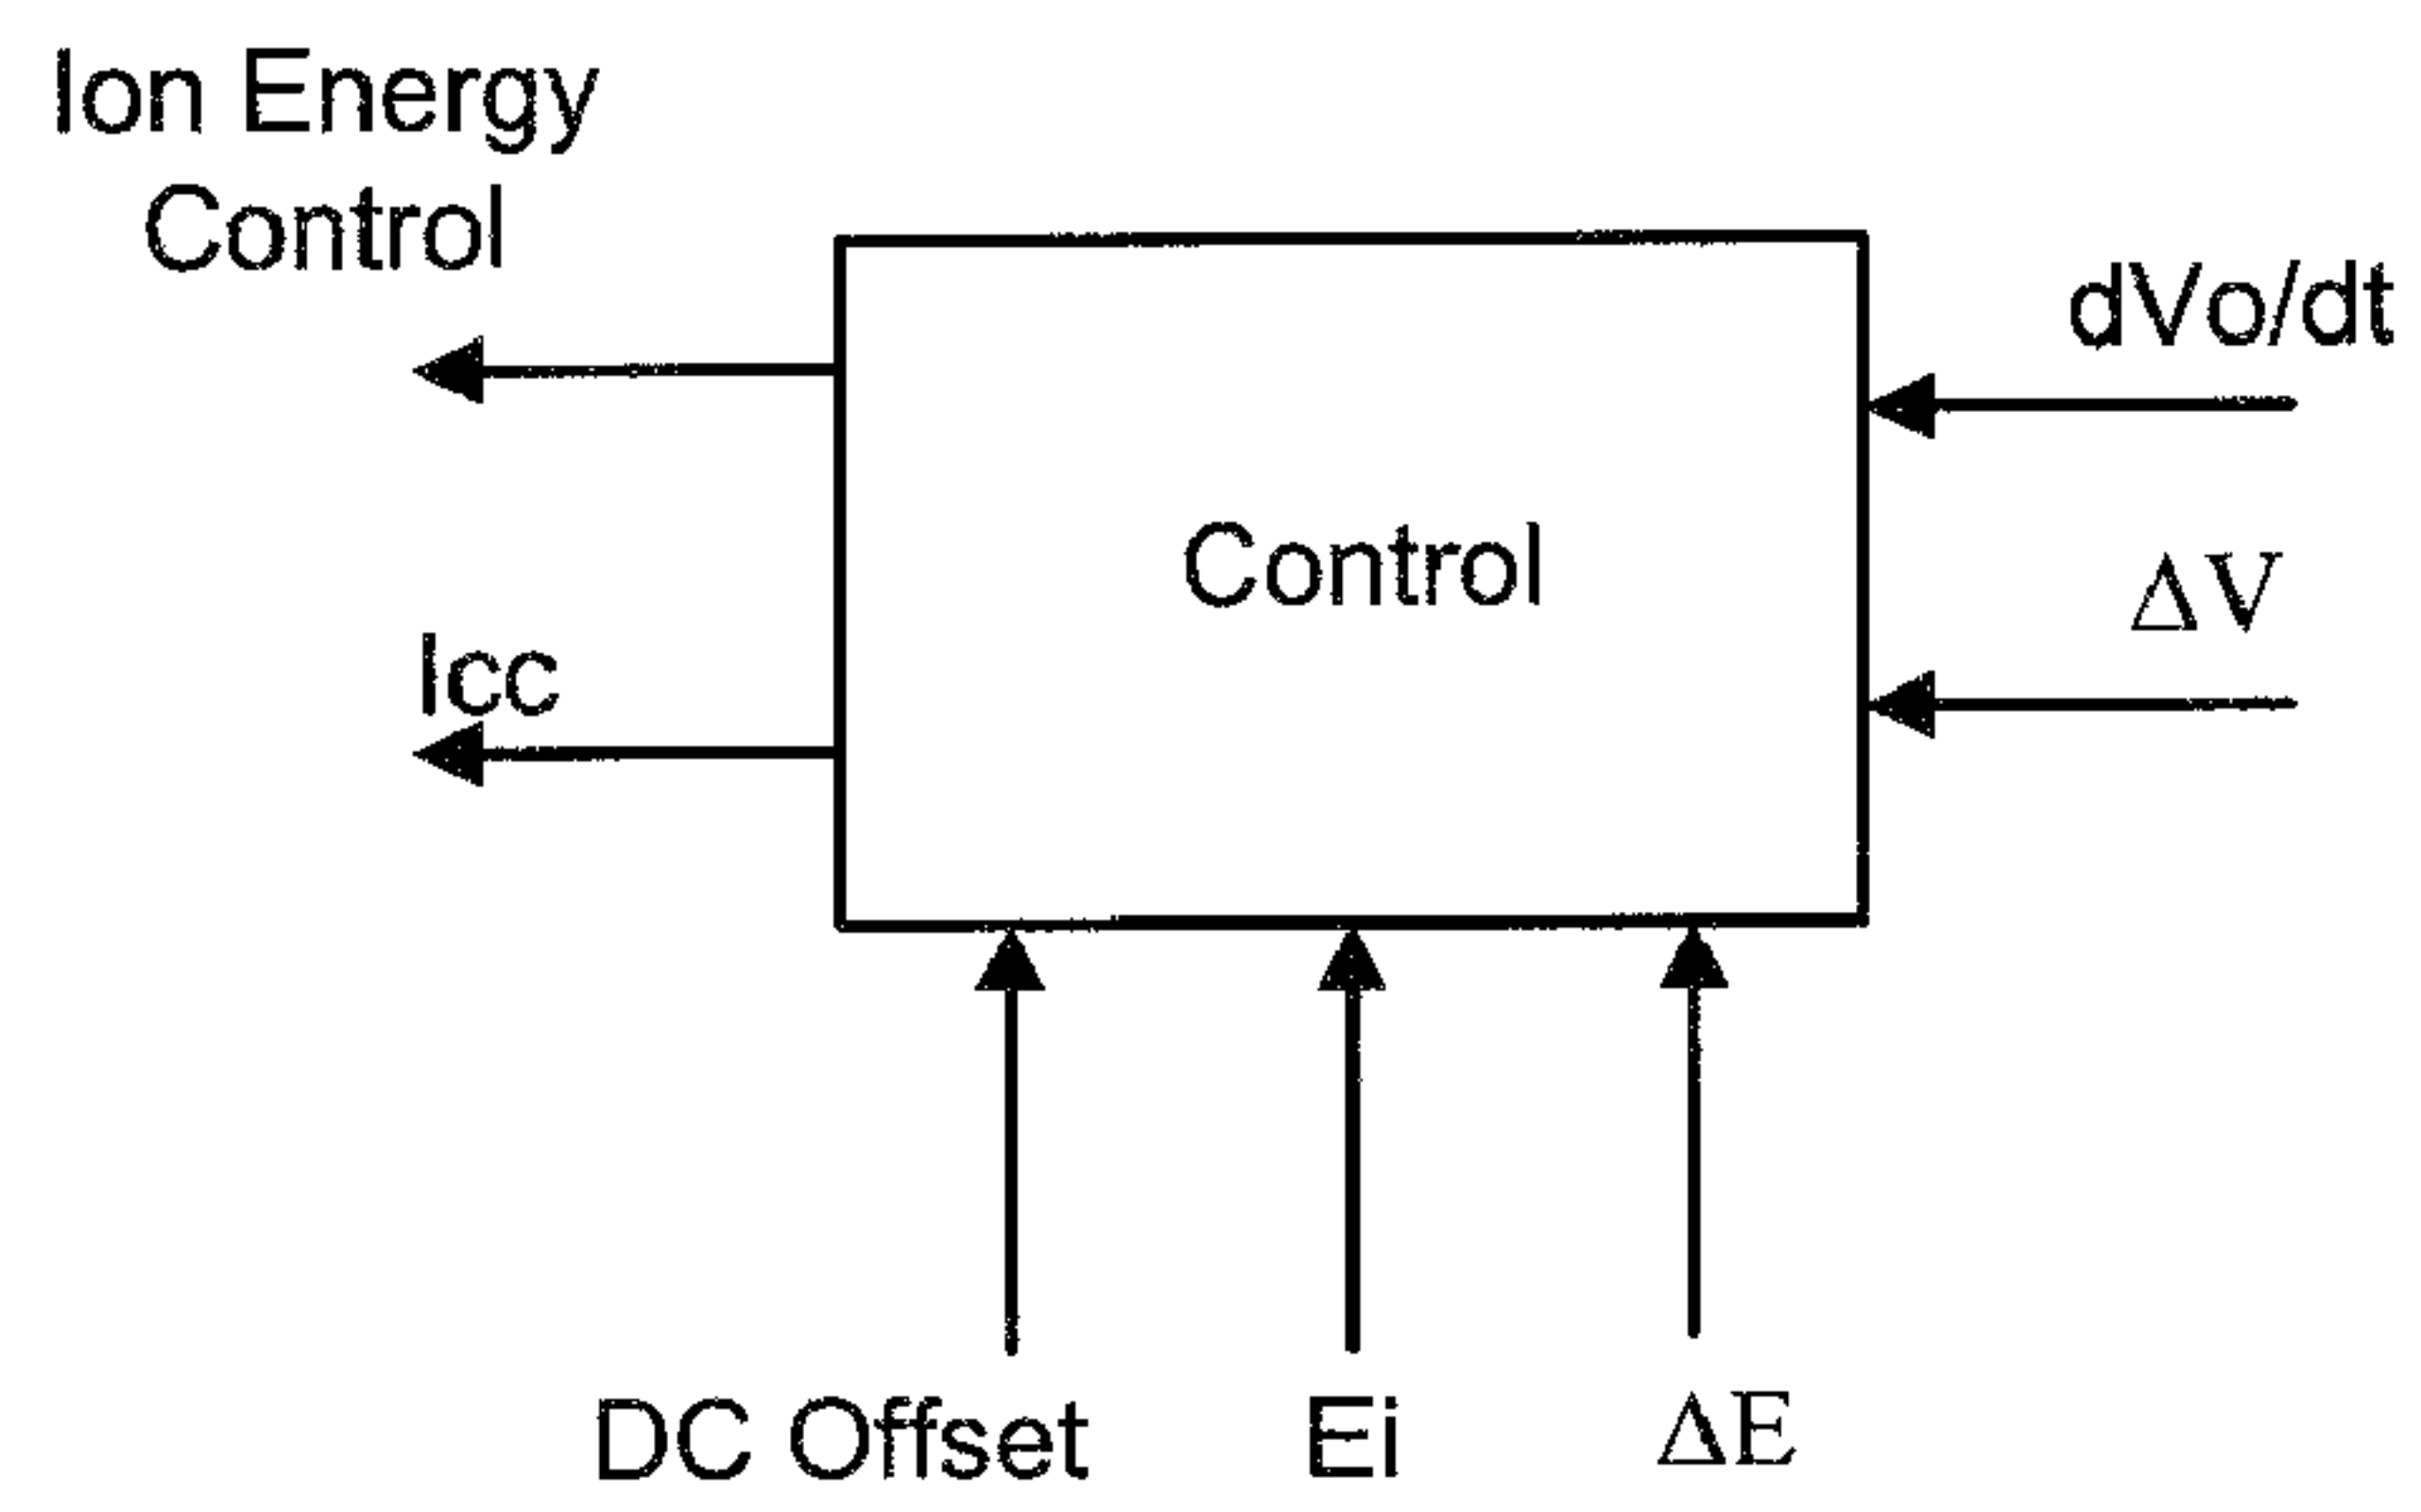 Ion Energy
Control
dVo/dt
Control
ΔV
Icc
DC Offset
Ei
ΔE